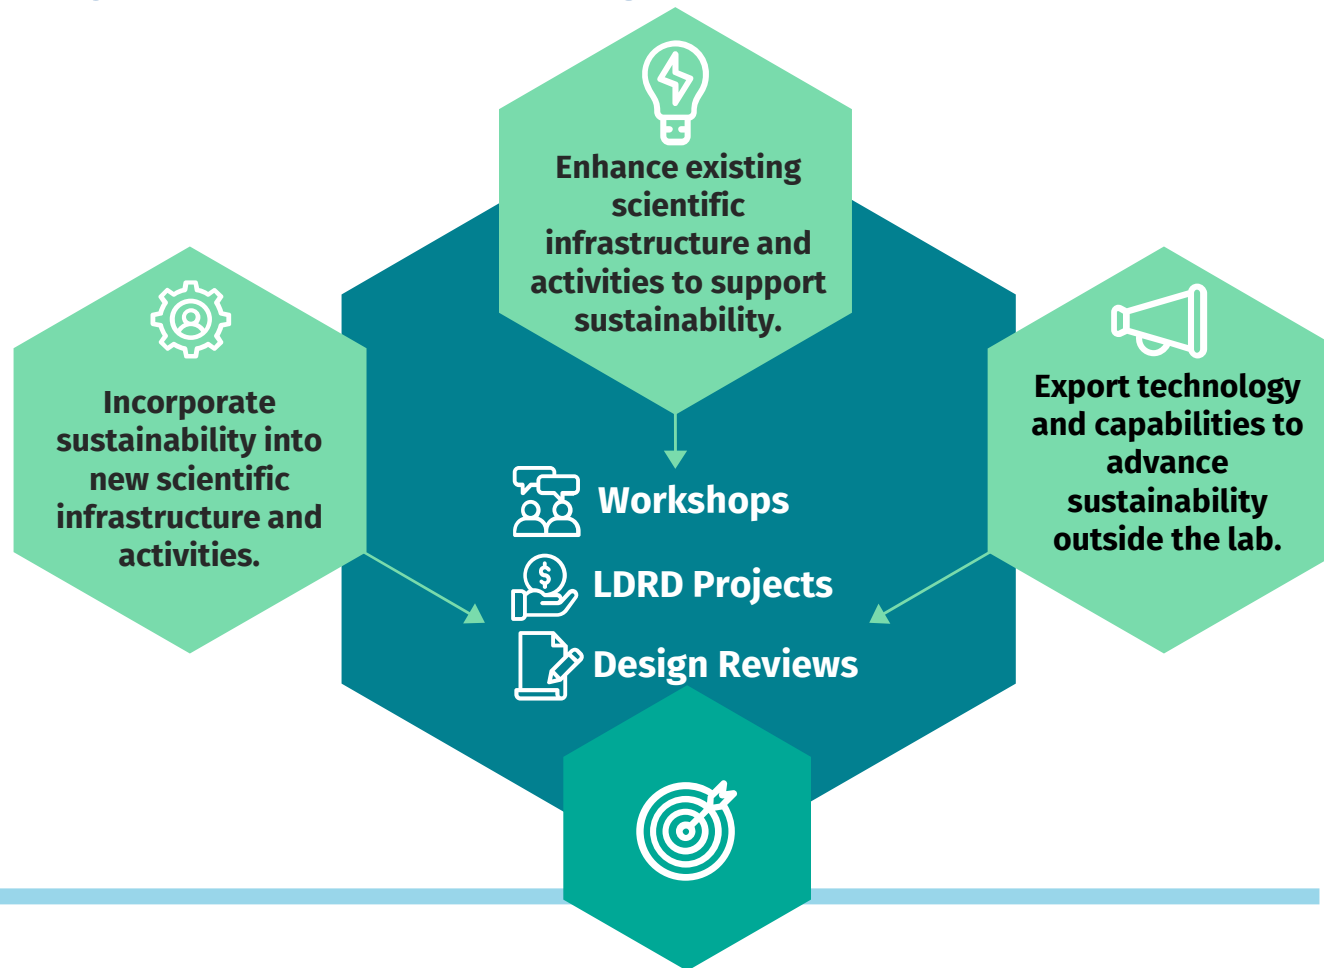 Enhance existing
scientific
infrastructure and
activities to support
sustainability.
Incorporate
sustainability into
new scientific
infrastructure and
activities.
Export technology
and capabilities to
advance
sustainability
outside the lab.
Workshops
$
LDRD Projects
Design Reviews